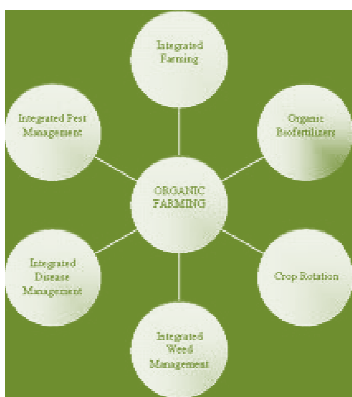 Integrated
Farming
Integrated Pest
Management
Organic
Biofertilizers
ORGANIC
FARMING
Integrated
Disease
Management
Crop Rotation
Integrated
Weed
Management